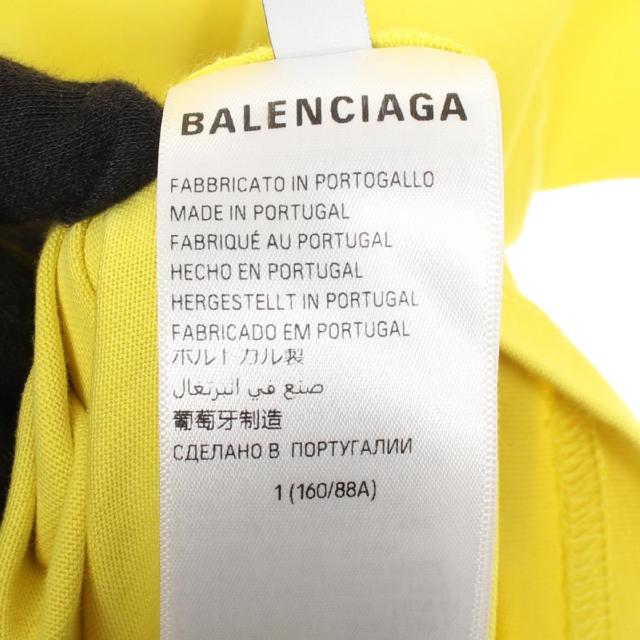 BALENCIAGA
FABBRICATO IN PORTOGALLO
MADE IN PORTUGAL
FABRIQUÉ AU PORTUGAL
HECHO EN PORTUGAL
HERGESTELLT IN PORTUGAL
FABRICADO EM PORTUGAL
ポルトガル製
صنع في البرتغال
葡萄牙制造
СДЕЛАНО В ПОРТУГАЛИИ
1 (160/88A)